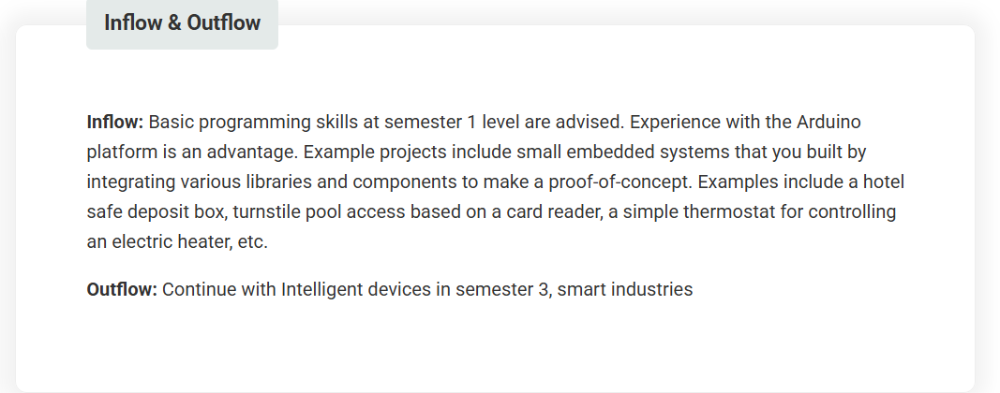 Inflow & Outflow
Inflow: Basic programming skills at semester 1 level are advised. Experience with the Arduino
platform is an advantage. Example projects include small embedded systems that you built by
integrating various libraries and components to make a proof-of-concept. Examples include a hotel
safe deposit box, turnstile pool access based on a card reader, a simple thermostat for controlling
an electric heater, etc.
Outflow: Continue with Intelligent devices in semester 3, smart industries